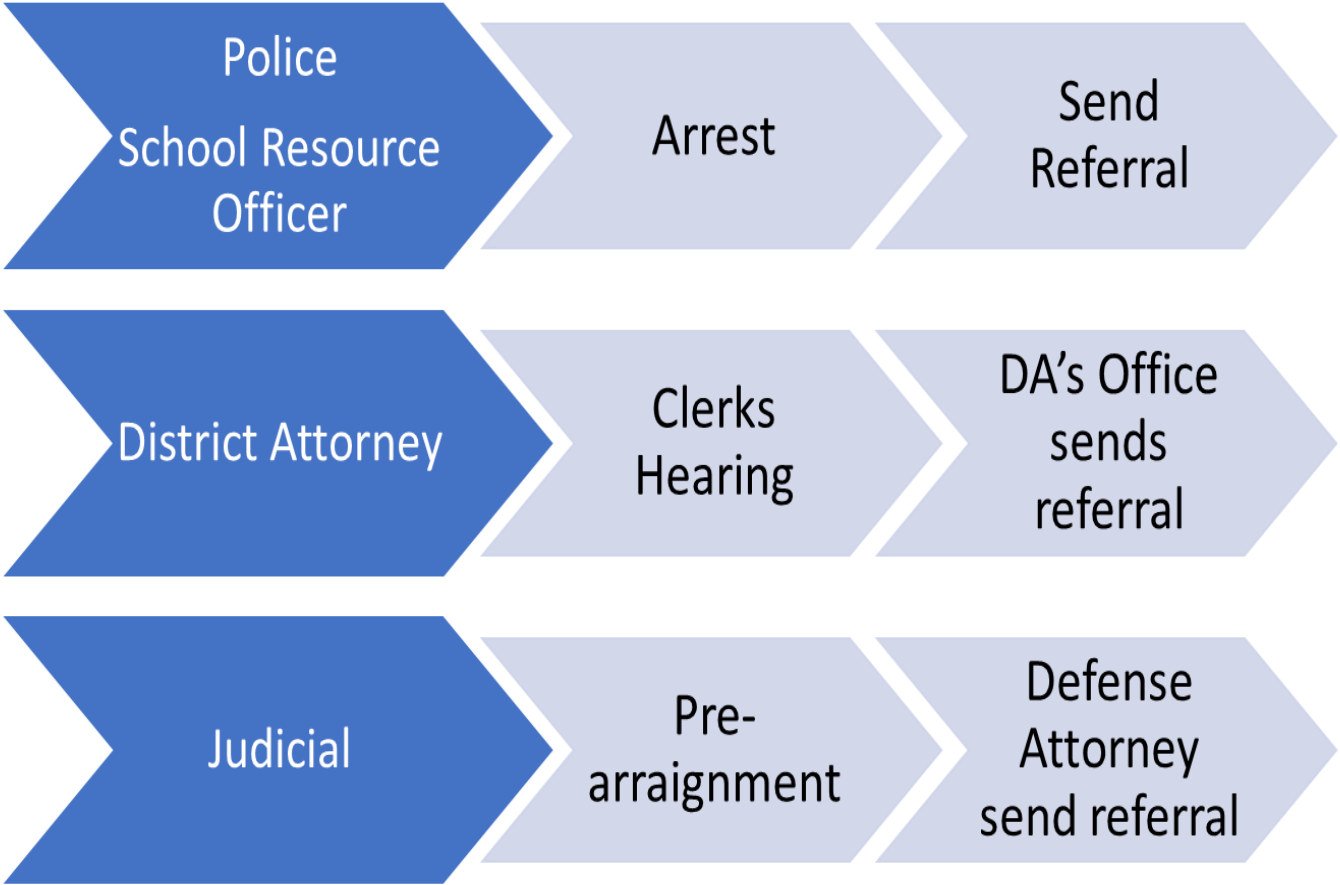 Police
School Resource
Officer
Arrest
Send
Referral
District Attorney
Clerks
Hearing
DA’s Office
sends
referral
Judicial
Pre-
arraignment
Defense
Attorney
send referral